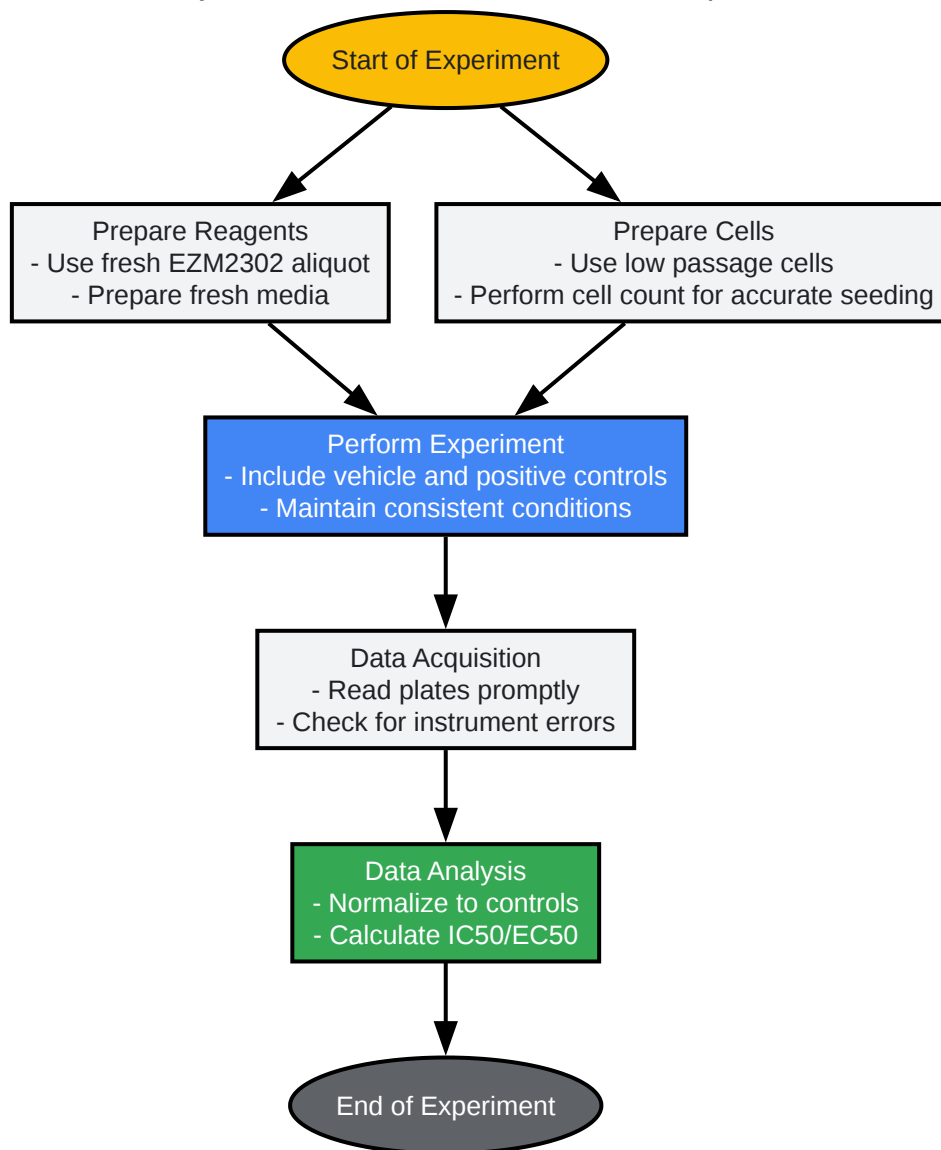 Start of Experiment
Prepare Reagents
- Use fresh EZM2302 aliquot
- Prepare fresh media
Prepare Cells
- Use low passage cells
- Perform cell count for accurate seeding
Perform Experiment
- Include vehicle and positive controls
- Maintain consistent conditions
Data Acquisition
- Read plates promptly
- Check for instrument errors
Data Analysis
- Normalize to controls
- Calculate IC50/EC50
End of Experiment